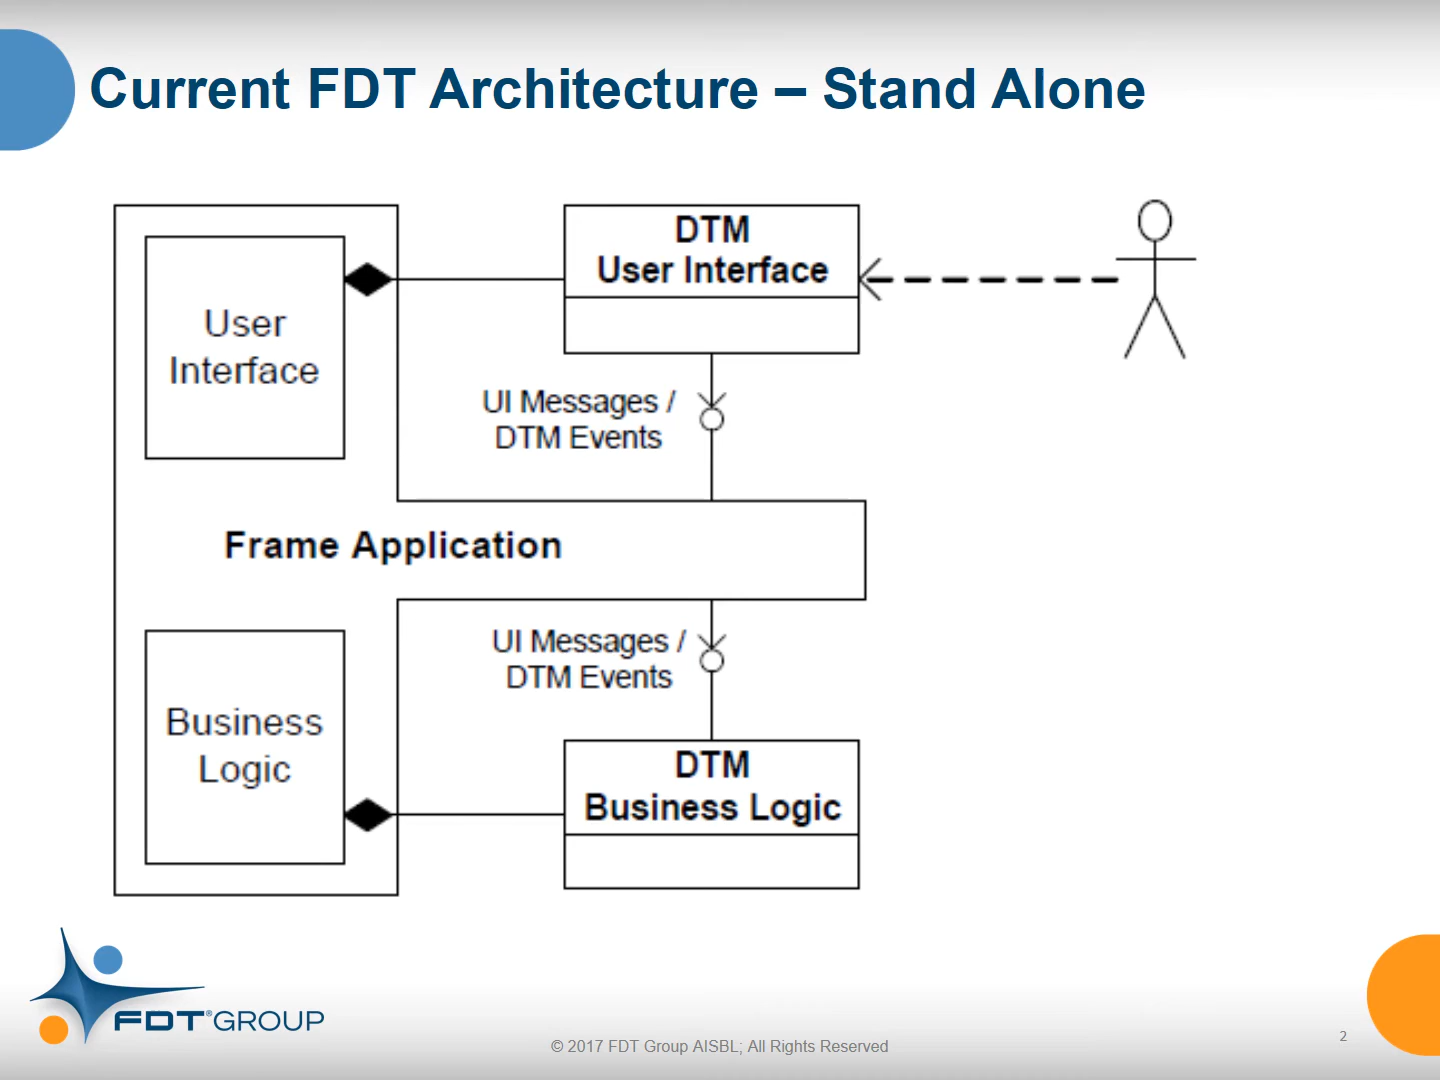 Current FDT Architecture – Stand Alone
DTM
User Interface
User
Interface
UI Messages /
DTM Events
Frame Application
UI Messages /
DTM Events
Business
Logic
DTM
Business Logic
FDT®GROUP
© 2017 FDT Group AISBL; All Rights Reserved
2